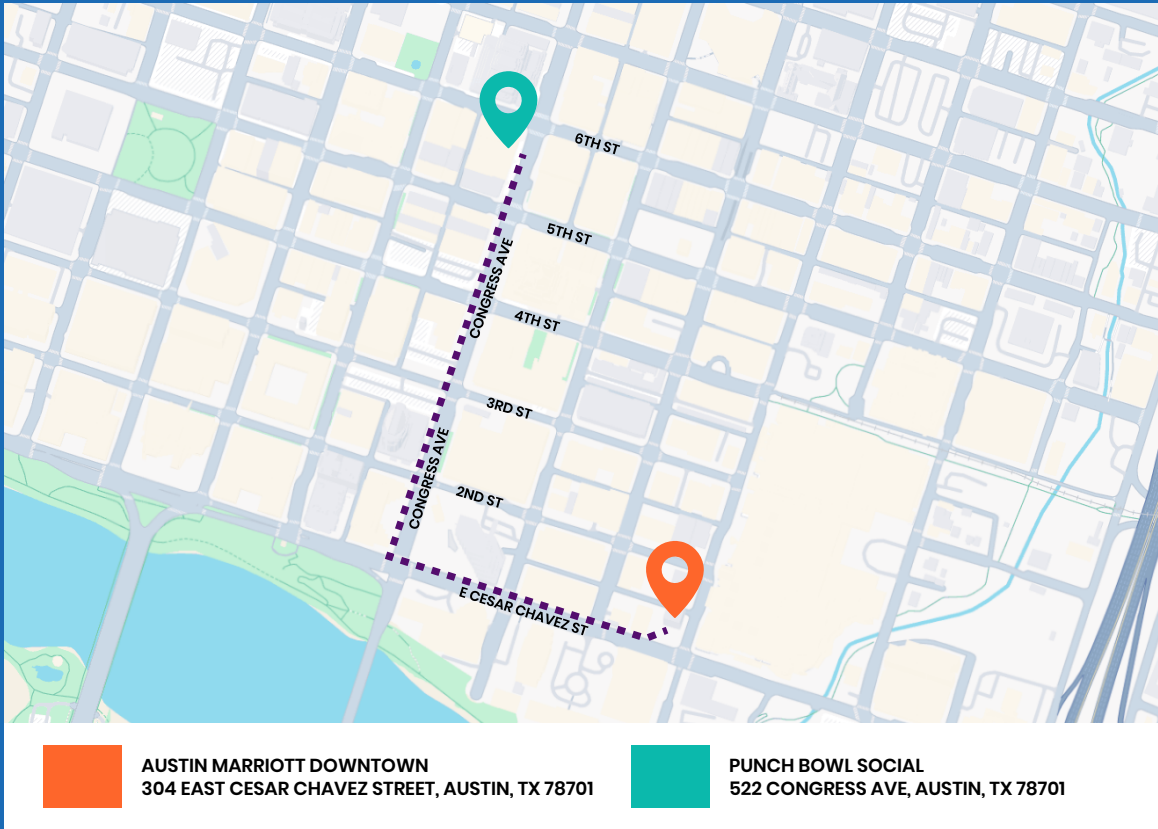 6TH ST
5TH ST
CONGRESS AVE
4TH ST
3RD ST
CONGRESS AVE
2ND ST
E CESAR CHAVEZ ST
AUSTIN MARRIOTT DOWNTOWN
304 EAST CESAR CHAVEZ STREET, AUSTIN, TX 78701
PUNCH BOWL SOCIAL
522 CONGRESS AVE, AUSTIN, TX 78701